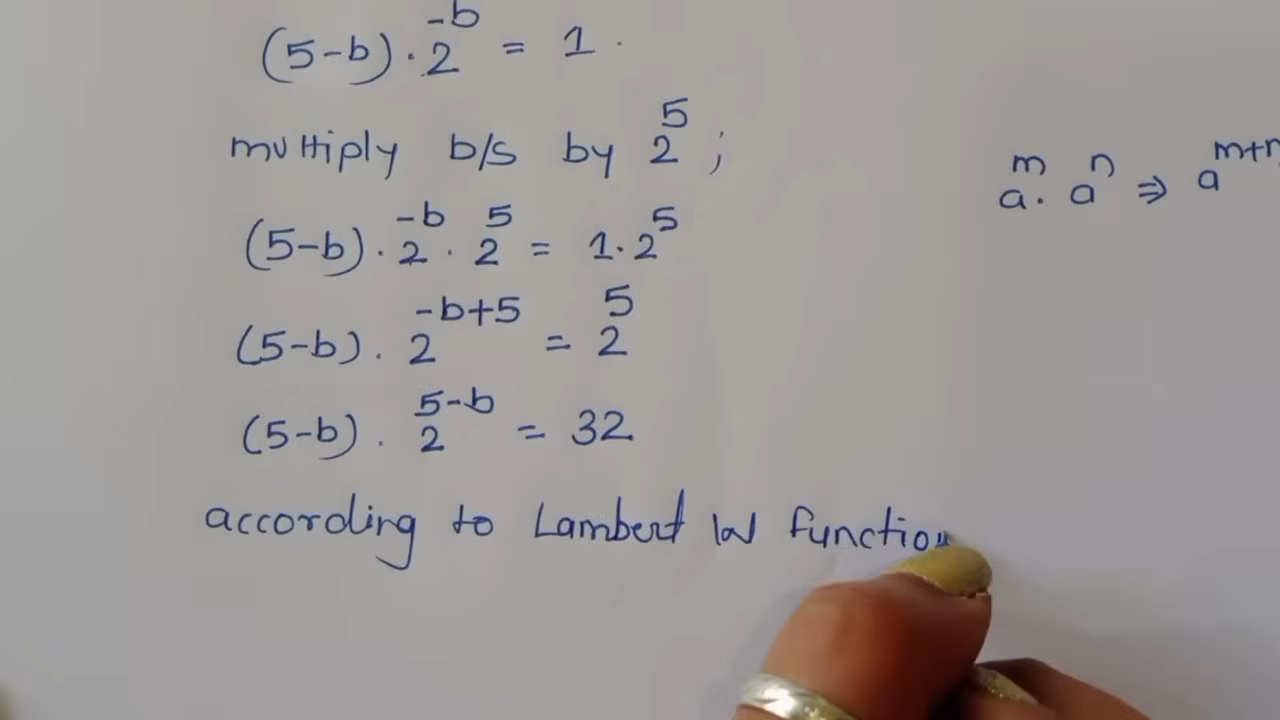 (5-b) · 2^-b = 1 ·
multiply b/s by 2^5 ;
a^m · a^n ⇒ a^m+n
(5-b) · 2^-b · 2^5 = 1 · 2^5
(5-b) · 2^-b+5 = 2^5
(5-b) · 2^5-b = 32
according to Lambert W function